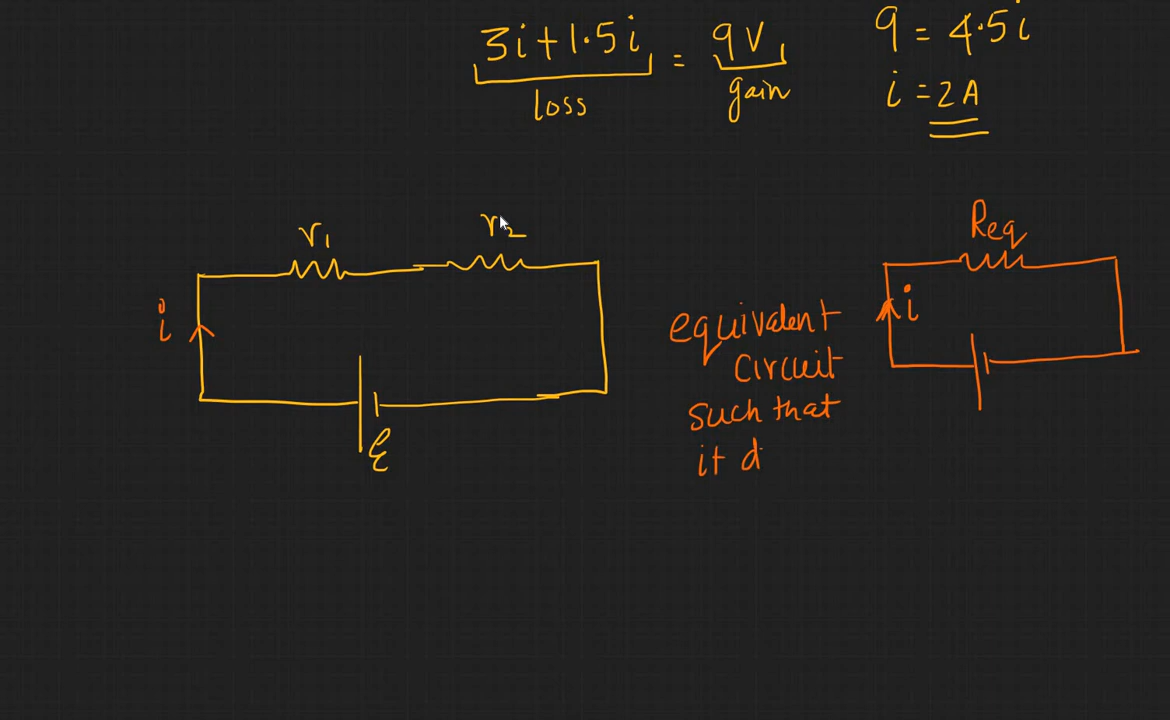 3i+1.5i = 9V
loss gain
9 = 4.5i
i = 2A
r1 r2
i
ξ
equivalent
circuit
such that
it d
Req
i